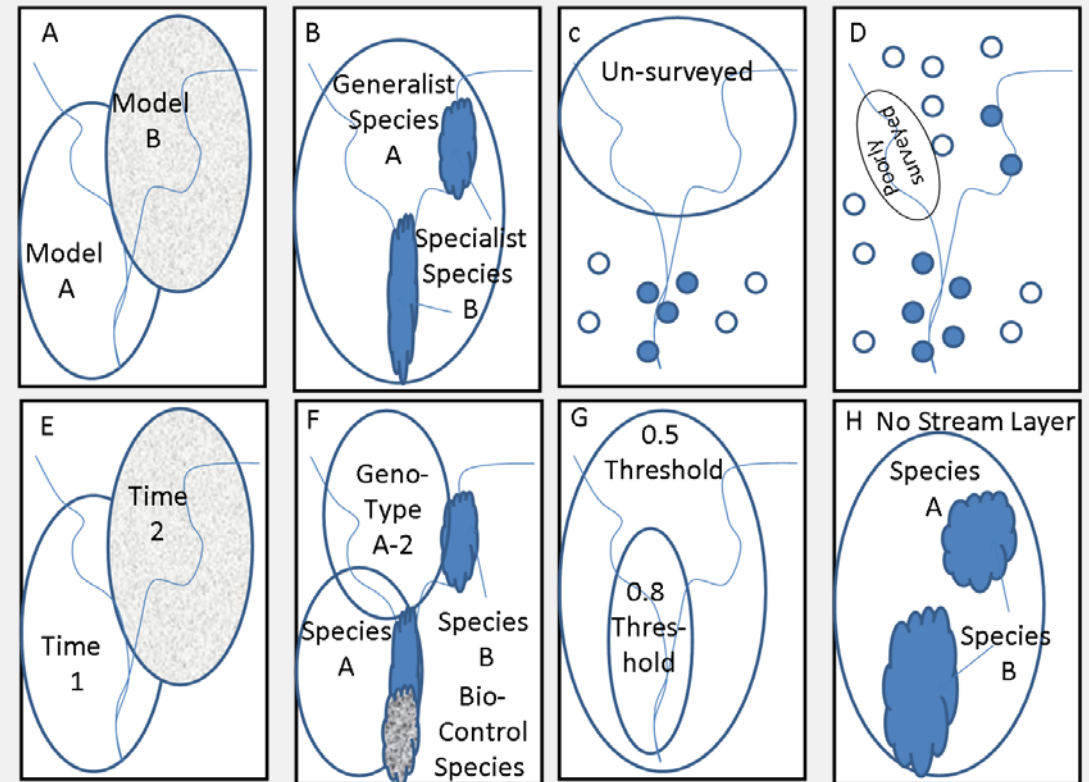 A
Model
B
Model
A
B
Generalist
Species
A
Specialist
Species
B
c
Un-surveyed
D
Poorly
surveyed
E
Time
2
Time
1
F
Geno-
Type
A-2
Species
A
Species
B
Bio-
Control
Species
G
0.5
Threshold
0.8
Thres-
hold
H No Stream Layer
Species
A
Species
B